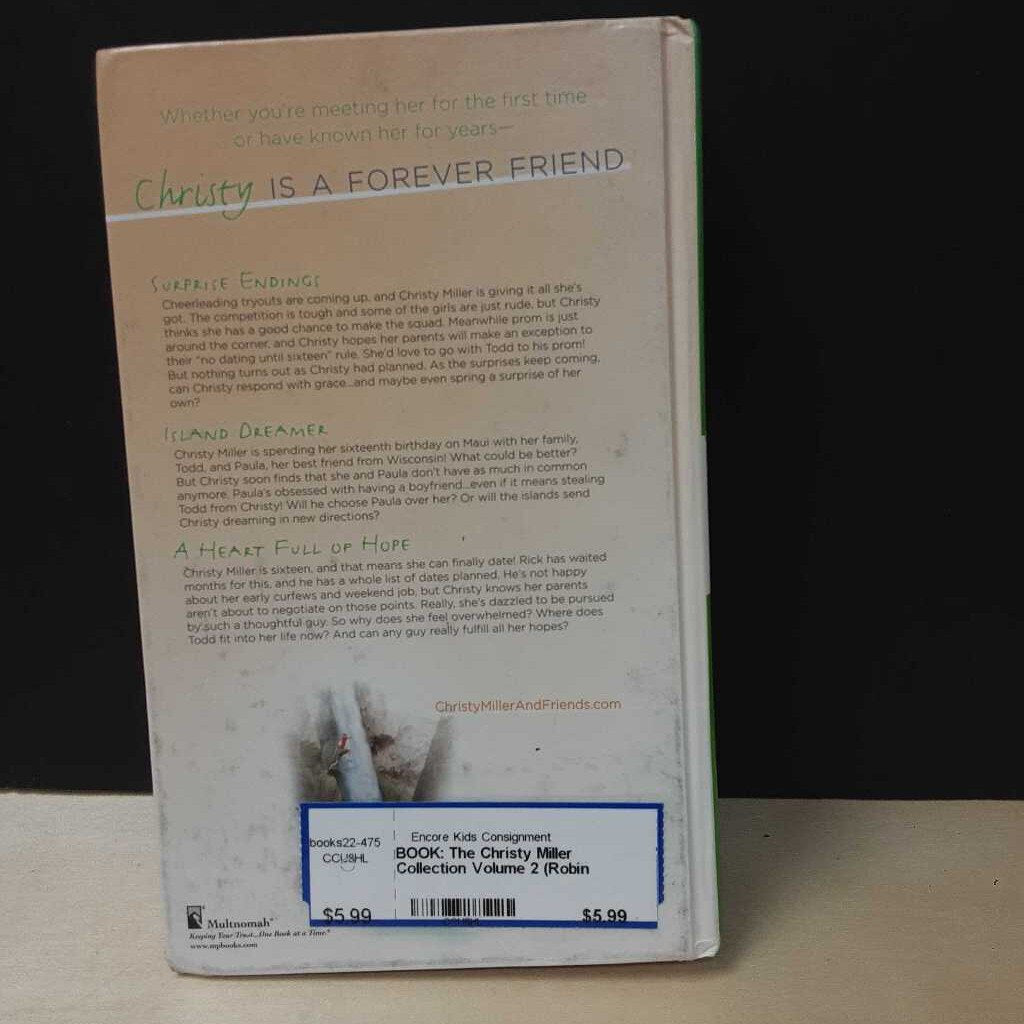 Whether you're meeting her for the first time
or have known her for years—
Christy IS A FOREVER FRIEND
SURPRISE ENDINGS
Cheerleading tryouts are coming up, and Christy Miller is giving it all she's
got. The competition is tough and some of the girls are just rude, but Christy
thinks she has a good chance to make the squad. Meanwhile prom is just
around the corner, and Christy hopes her parents will make an exception to
their "no dating until sixteen" rule. She'd love to go with Todd to his prom!
But nothing turns out as Christy had planned. As the surprises keep coming,
can Christy respond with grace...and maybe even spring a surprise of her
own?
ISLAND DREAMER
Christy Miller is spending her sixteenth birthday on Maui with her family,
Todd, and Paula, her best friend from Wisconsin! What could be better?
But Christy soon finds that she and Paula don't have as much in common
anymore. Paula's obsessed with having a boyfriend...even if it means stealing
Todd from Christy! Will he choose Paula over her? Or will the islands send
Christy dreaming in new directions?
A HEART FULL OF HOPE
Christy Miller is sixteen, and that means she can finally date! Rick has waited
months for this, and he has a whole list of dates planned. He's not happy
about her early curfews and weekend job, but Christy knows her parents
aren't about to negotiate on those points. Really, she's dazzled to be pursued
by such a thoughtful guy. So why does she feel overwhelmed? Where does
Todd fit into her life now? And can any guy really fulfill all her hopes?
ChristyMillerAndFriends.com
books22-475
CCU8HL
$5.99
Encore Kids Consignment
BOOK: The Christy Miller
Collection Volume 2 (Robin
$5.99
Multnomah®
Keeping Your Trust...One Book at a Time.®
www.mpbooks.com